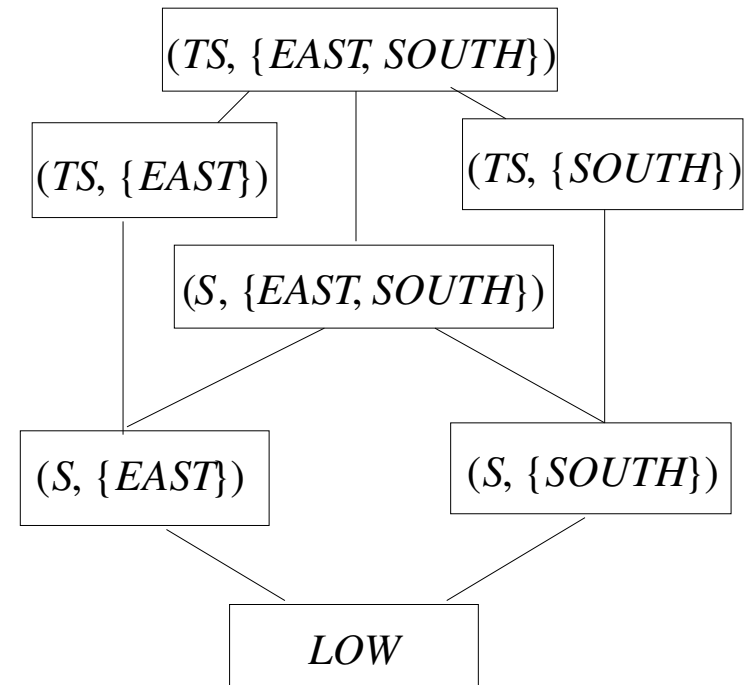 (TS, {EAST, SOUTH})
(TS, {EAST})
(TS, {SOUTH})
(S, {EAST, SOUTH})
(S, {EAST})
(S, {SOUTH})
LOW